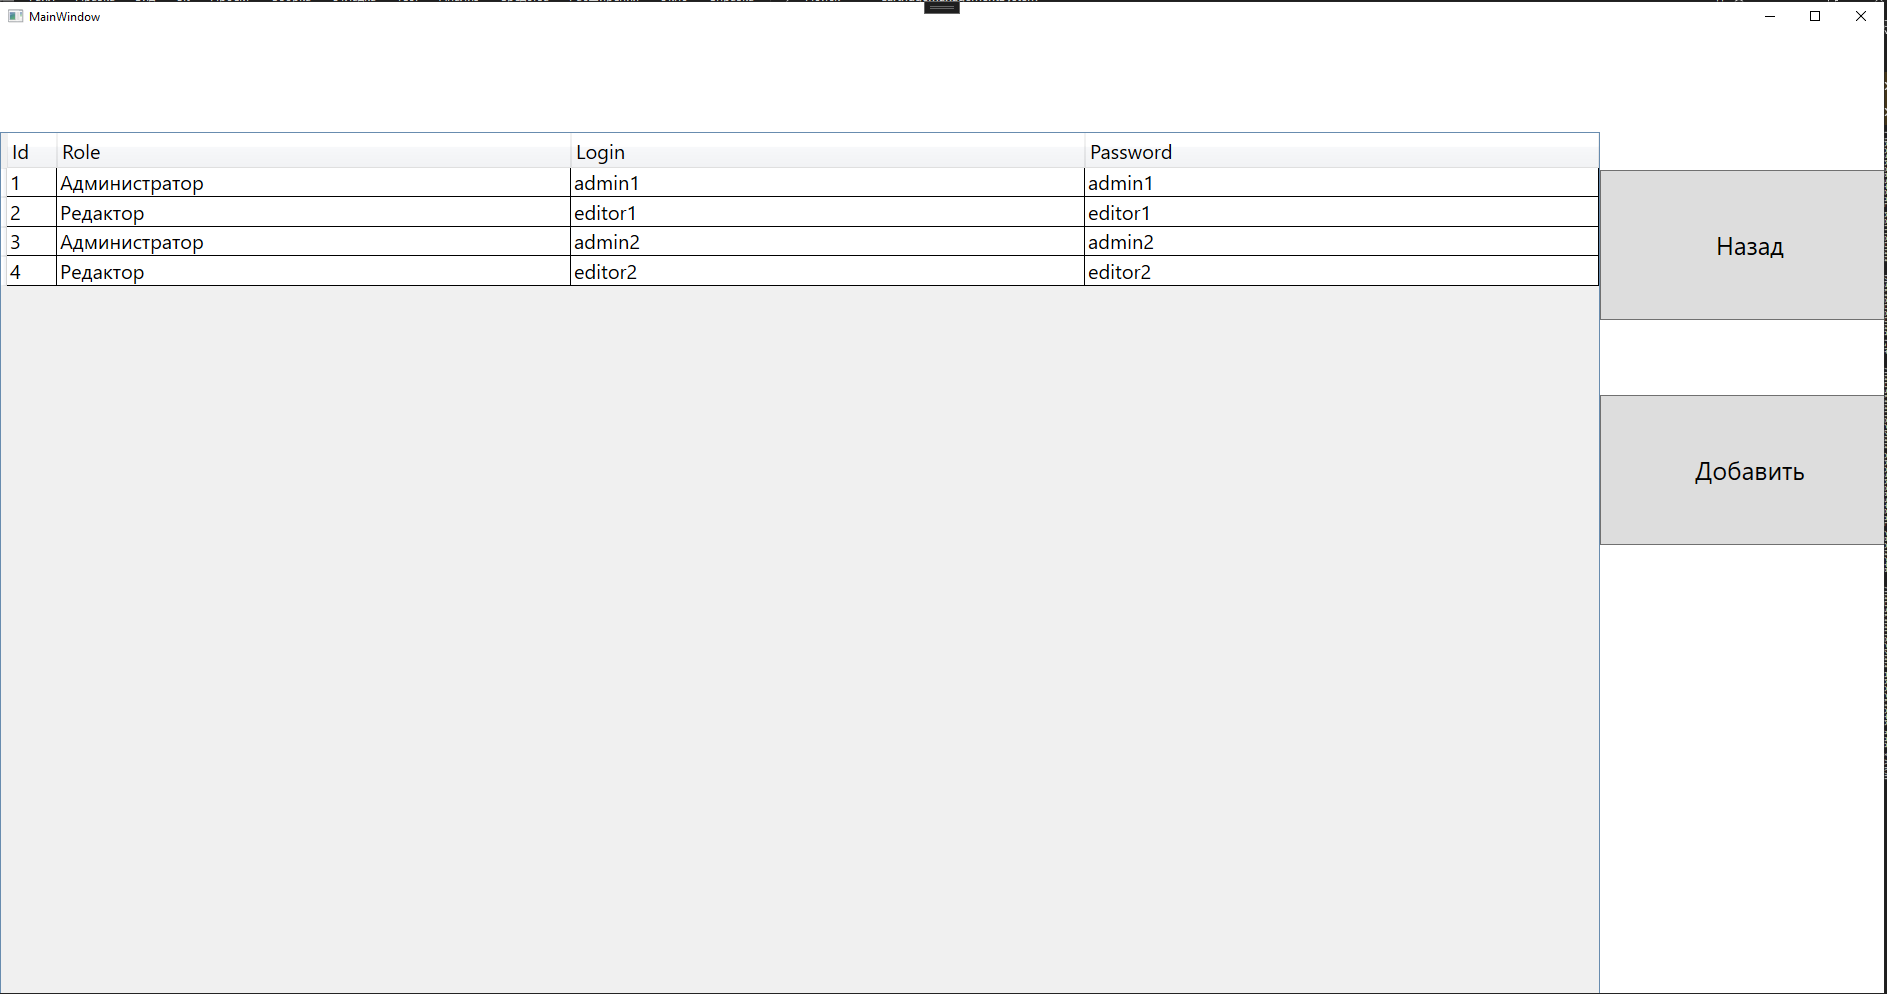 MainWindow
Id Role Login Password
1 Администратор admin1 admin1
2 Редактор editor1 editor1
3 Администратор admin2 admin2
4 Редактор editor2 editor2
Назад
Добавить